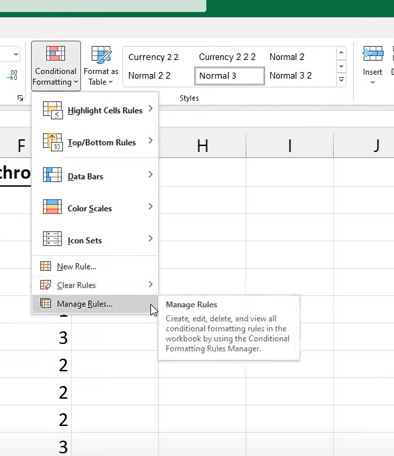 Currency 2 2
Currency 2 2 2
Normal 2
Normal 2 2
Normal 3
Normal 3 2
Conditional
Formatting
Format as
Table
Insert
Styles
Highlight Cells Rules
Top/Bottom Rules
Data Bars
Color Scales
Icon Sets
New Rule...
Clear Rules
Manage Rules...
Manage Rules
Create, edit, delete, and view all
conditional formatting rules in the
workbook by using the Conditional
Formatting Rules Manager.
F
H
I
J
thro
3
2
2
2
3